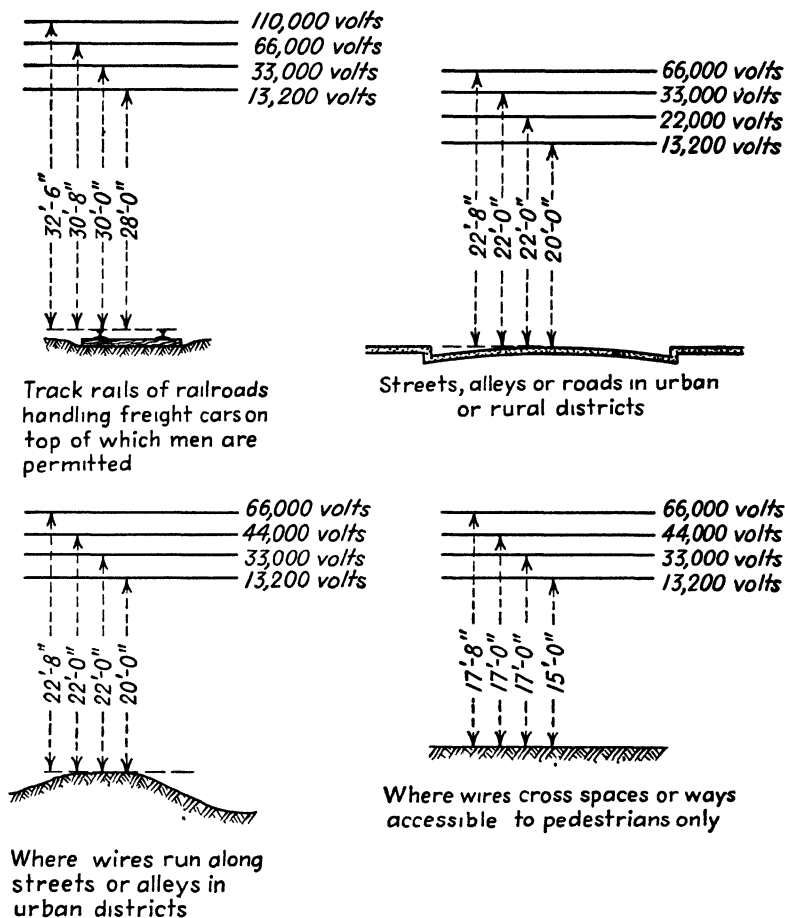 110,000 volts
66,000 volts
33,000 volts
13,200 volts
32'-6"
30'-8"
30'-0"
28'-0"
Track rails of railroads
handling freight cars on
top of which men are
permitted
66,000 volts
33,000 volts
22,000 volts
13,200 volts
22'-8"
22'-0"
22'-0"
20'-0"
Streets, alleys or roads in urban
or rural districts
66,000 volts
44,000 volts
33,000 volts
13,200 volts
22'-8"
22'-0"
22'-0"
20'-0"
Where wires run along
streets or alleys in
urban districts
66,000 volts
44,000 volts
33,000 volts
13,200 volts
17'-8"
17'-0"
17'-0"
15'-0"
Where wires cross spaces or ways
accessible to pedestrians only